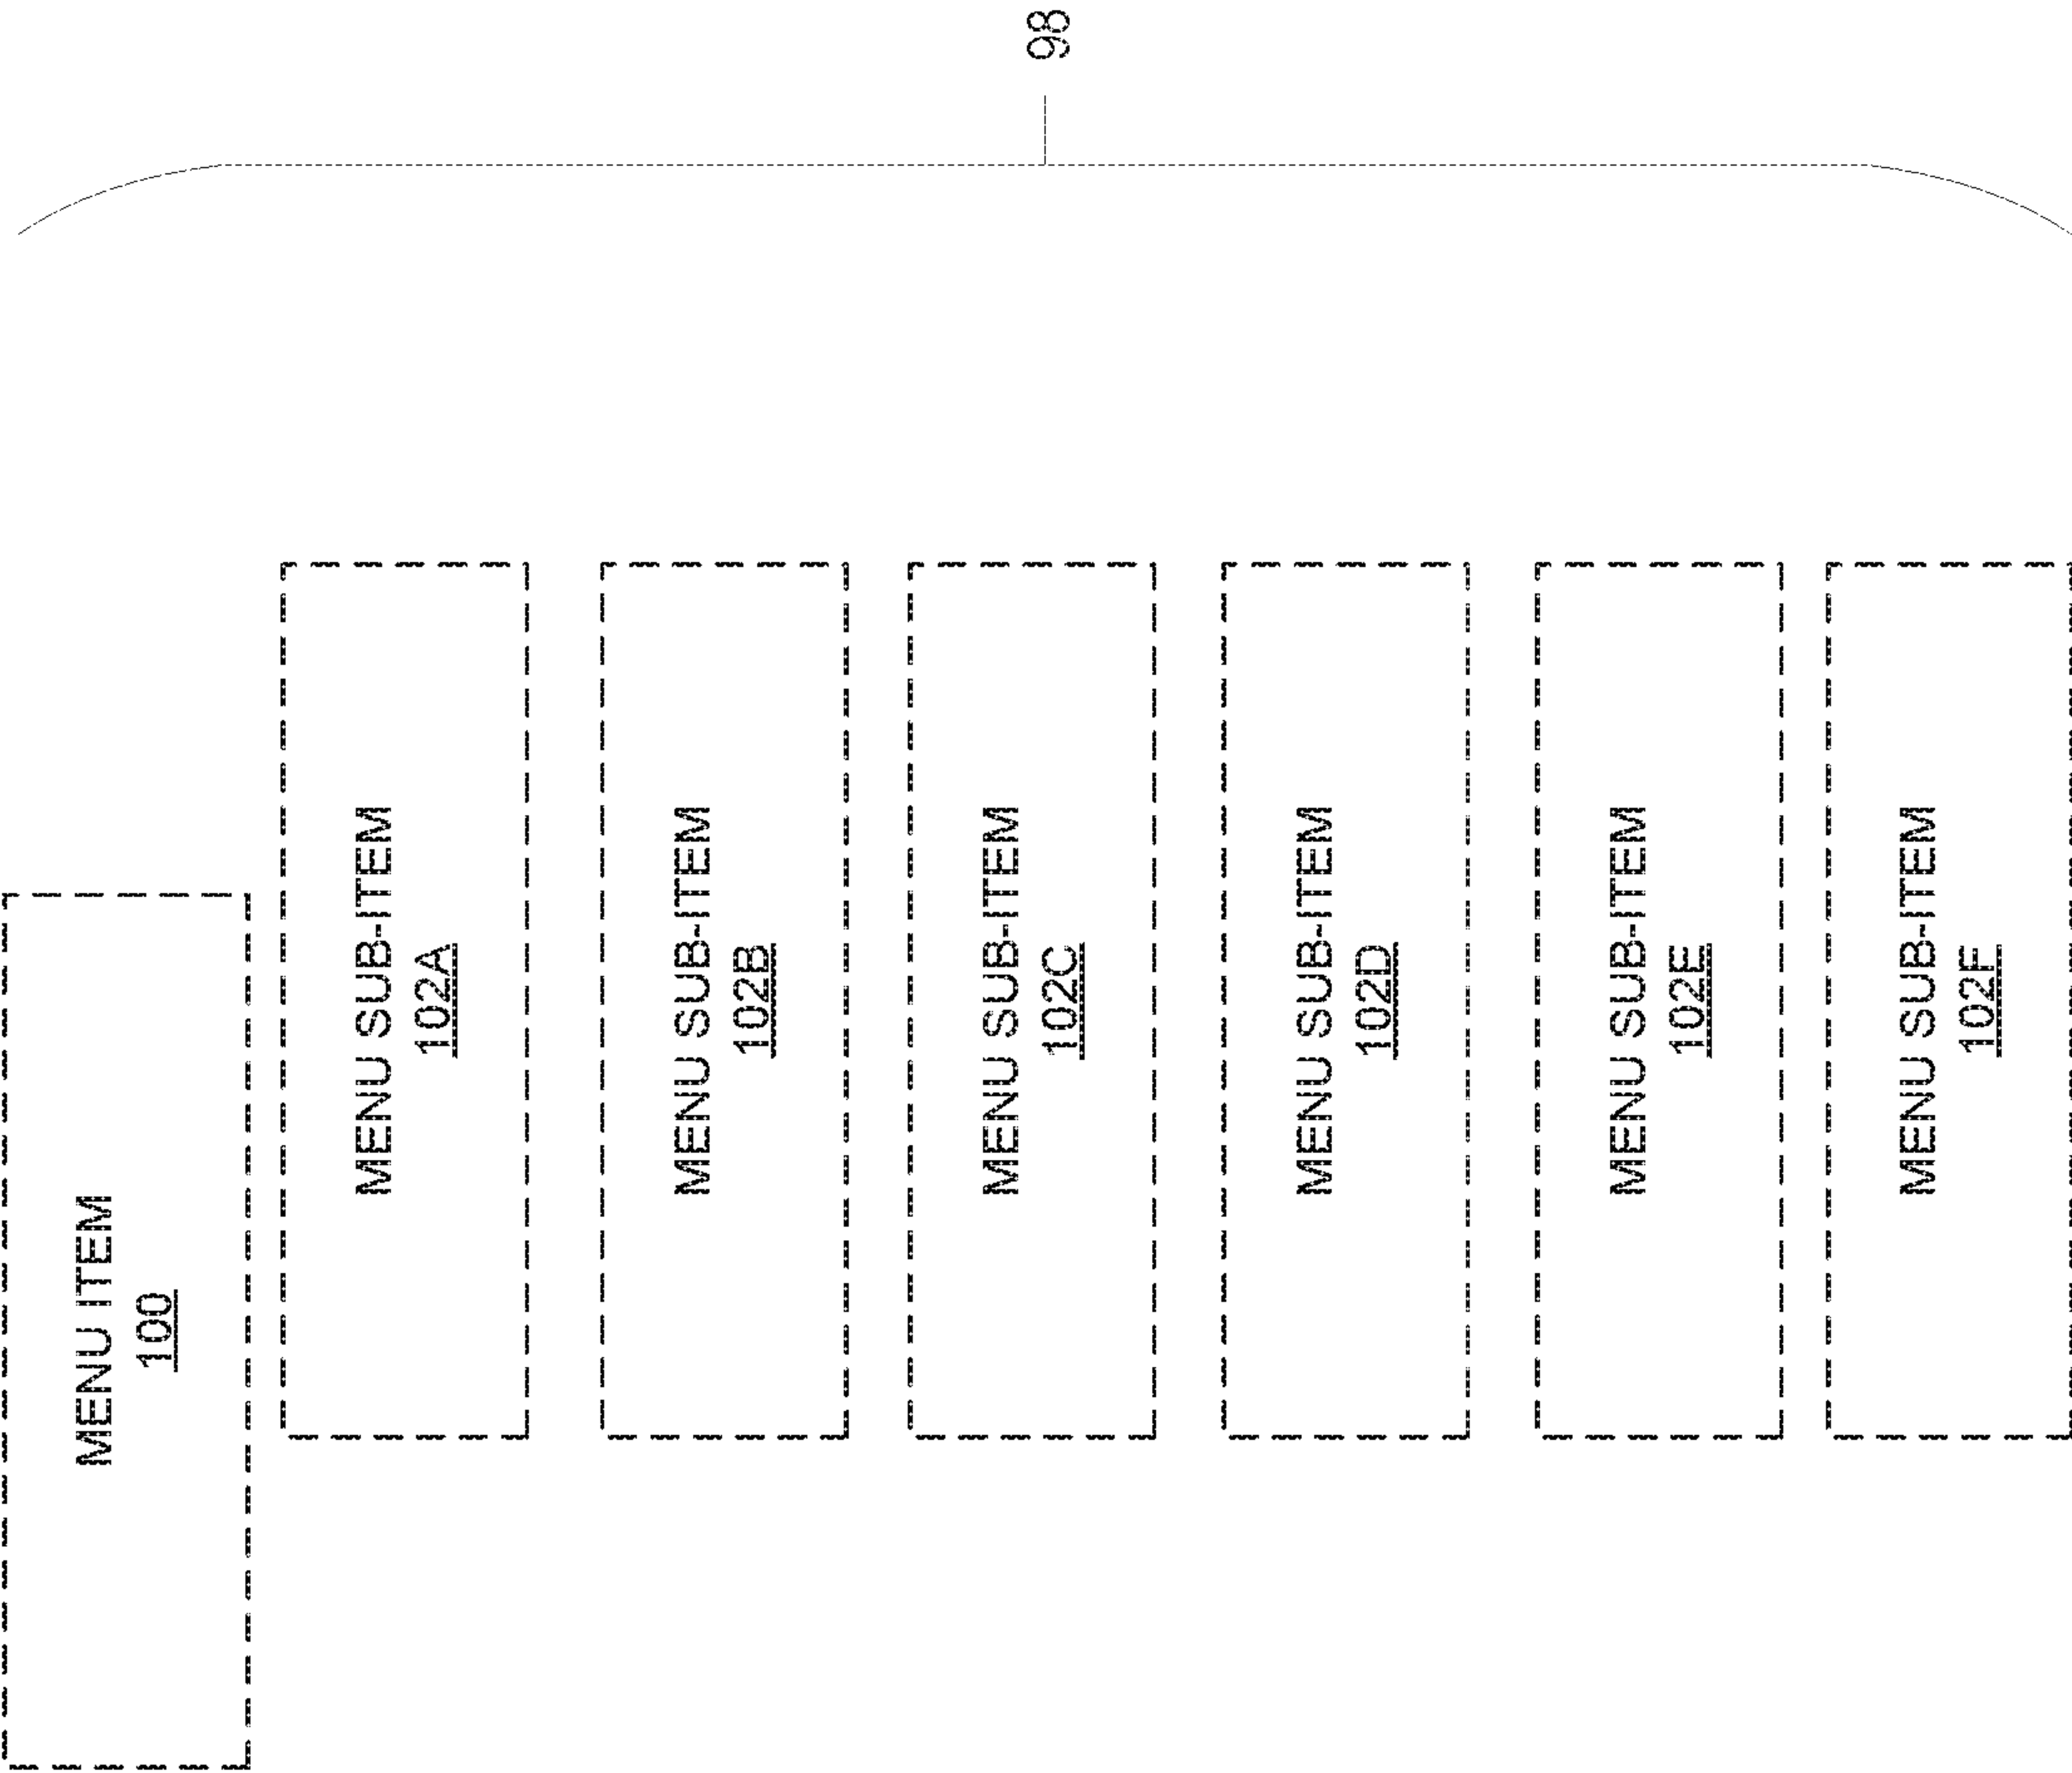 MENU ITEM
100
MENU SUB-ITEM
102A
MENU SUB-ITEM
102B
MENU SUB-ITEM
102C
MENU SUB-ITEM
102D
MENU SUB-ITEM
102E
MENU SUB-ITEM
102F
98